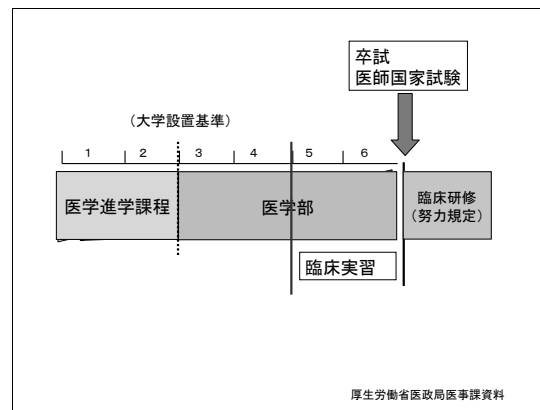 卒試
医師国家試験
（大学設置基準）
1 2 3 4 5 6
医学進学課程
医学部
臨床研修
（努力規定）
臨床実習
厚生労働省医政局医事課資料